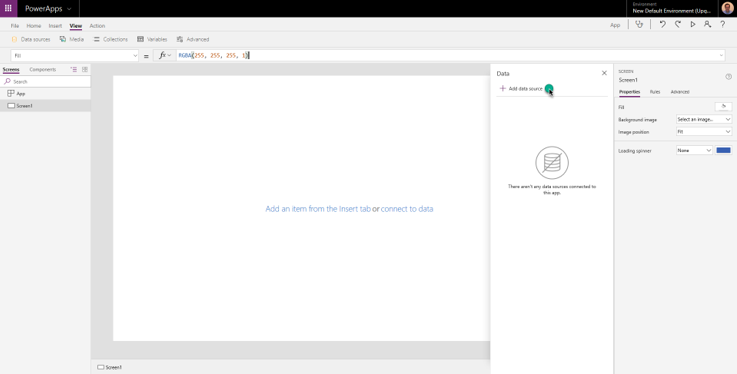 PowerApps
Environment
New Default Environment (Upg...
File Home Insert View Action
App
Data sources Media Collections Variables Advanced
Fill = fx RGBA(255, 255, 255, 1)
Screens Components
Search
App
Screen1
Add an item from the Insert tab or connect to data
Screen1
Data
+ Add data source
There aren't any data sources connected to
this app.
SCREEN
Screen1
Properties Rules Advanced
Fill
Background image Select an image...
Image position Fill
Loading spinner None